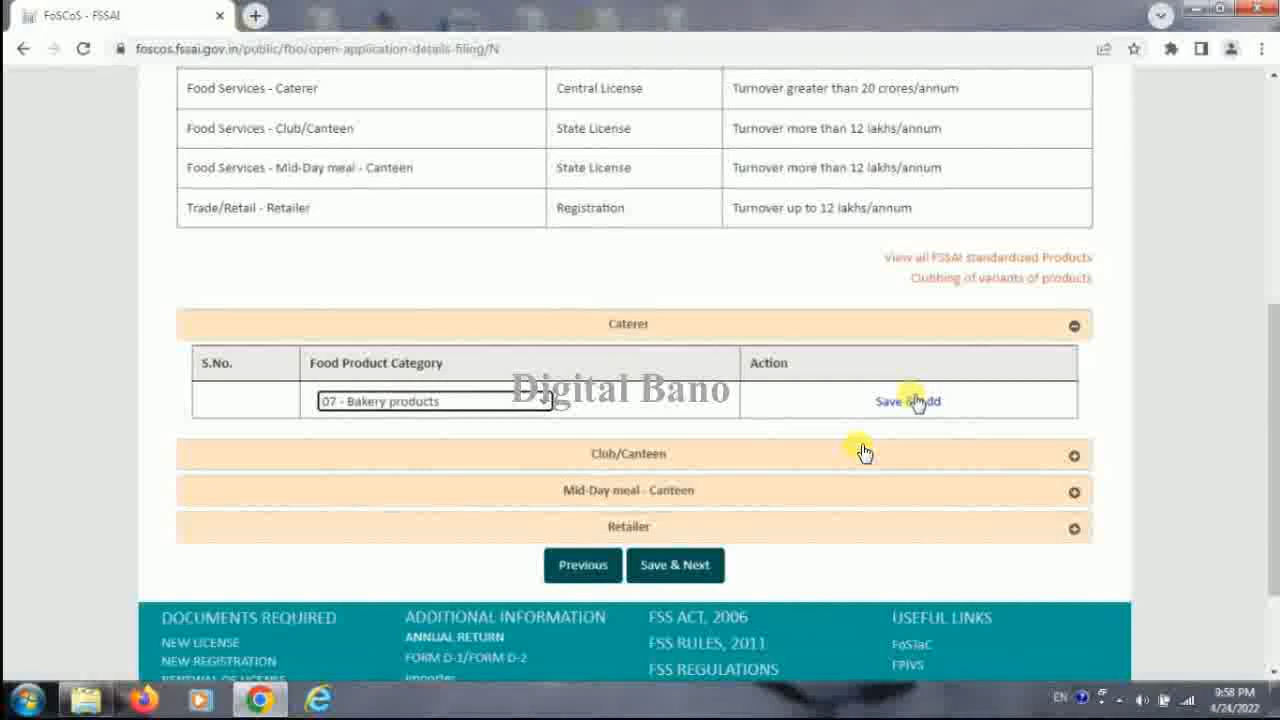 FoSCoS - FSSAI
foscos.fssai.gov.in/public/fbo/open-application-details-filing/N
Food Services - Caterer Central License Turnover greater than 20 crores/annum
Food Services - Club/Canteen State License Turnover more than 12 lakhs/annum
Food Services - Mid-Day meal - Canteen State License Turnover more than 12 lakhs/annum
Trade/Retail - Retailer Registration Turnover up to 12 lakhs/annum
View all FSSAI standardized Products
Clubbing of variants of products
Caterer
S.No. Food Product Category Action
Digital Bano
07 - Bakery products Save & Add
Club/Canteen
Mid-Day meal - Canteen
Retailer
Previous Save & Next
DOCUMENTS REQUIRED ADDITIONAL INFORMATION FSS ACT, 2006 USEFUL LINKS
NEW LICENSE ANNUAL RETURN FSS RULES, 2011 FoSTaC
NEW REGISTRATION FORM D-1/FORM D-2 FSS REGULATIONS FPIVS
RENEWAL OF LICENSE Importer
EN 9:58 PM
4/24/2022